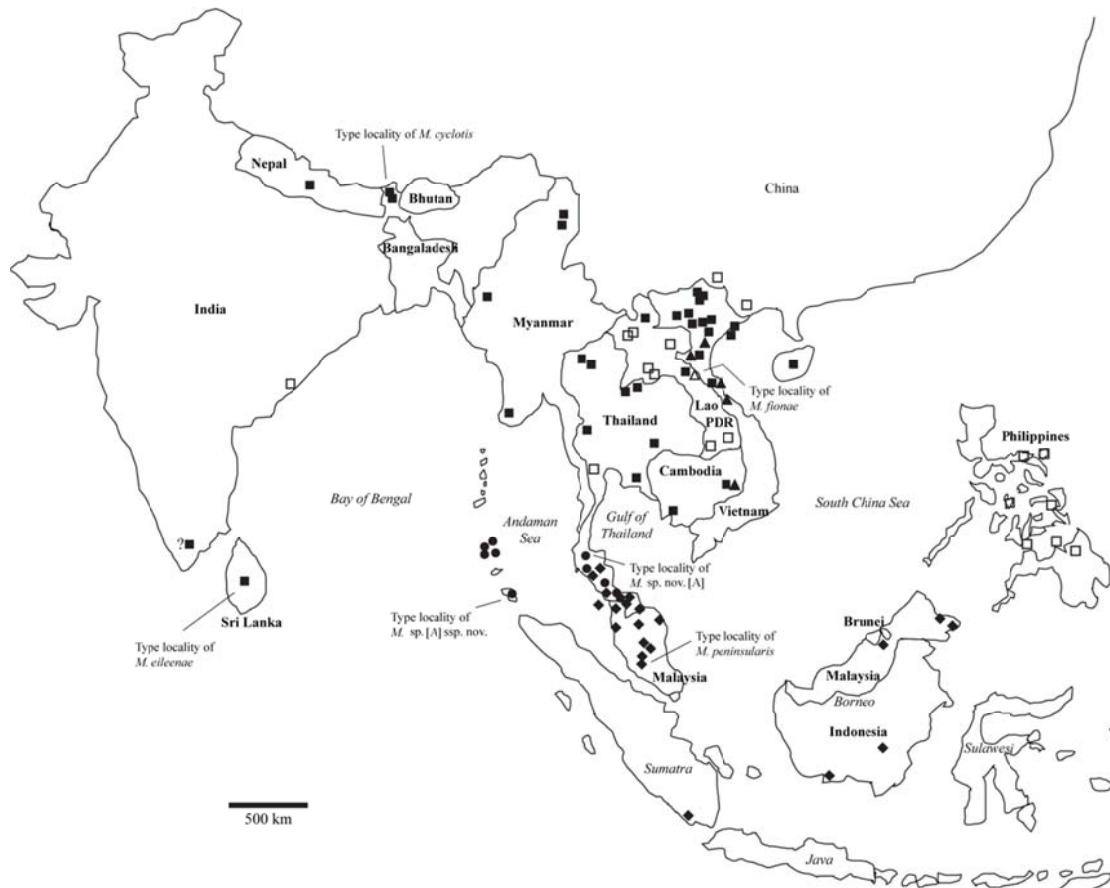 Type locality of M. cyclotis
Nepal
Bhutan
China
Bangladesh
India
Myanmar
Type locality of
M. fionae
Lao
PDR
Thailand
Philippines
Cambodia
Bay of Bengal
South China Sea
Andaman
Sea
Gulf of
Thailand
Vietnam
?
Type locality of
M. sp. nov. [A]
Type locality of
M. sp. [A] ssp. nov.
Sri Lanka
Type locality of
M. eileenae
Type locality of
M. peninsularis
Brunei
Malaysia
Malaysia
Borneo
Indonesia
Sulawesi
Sumatra
500 km
Java